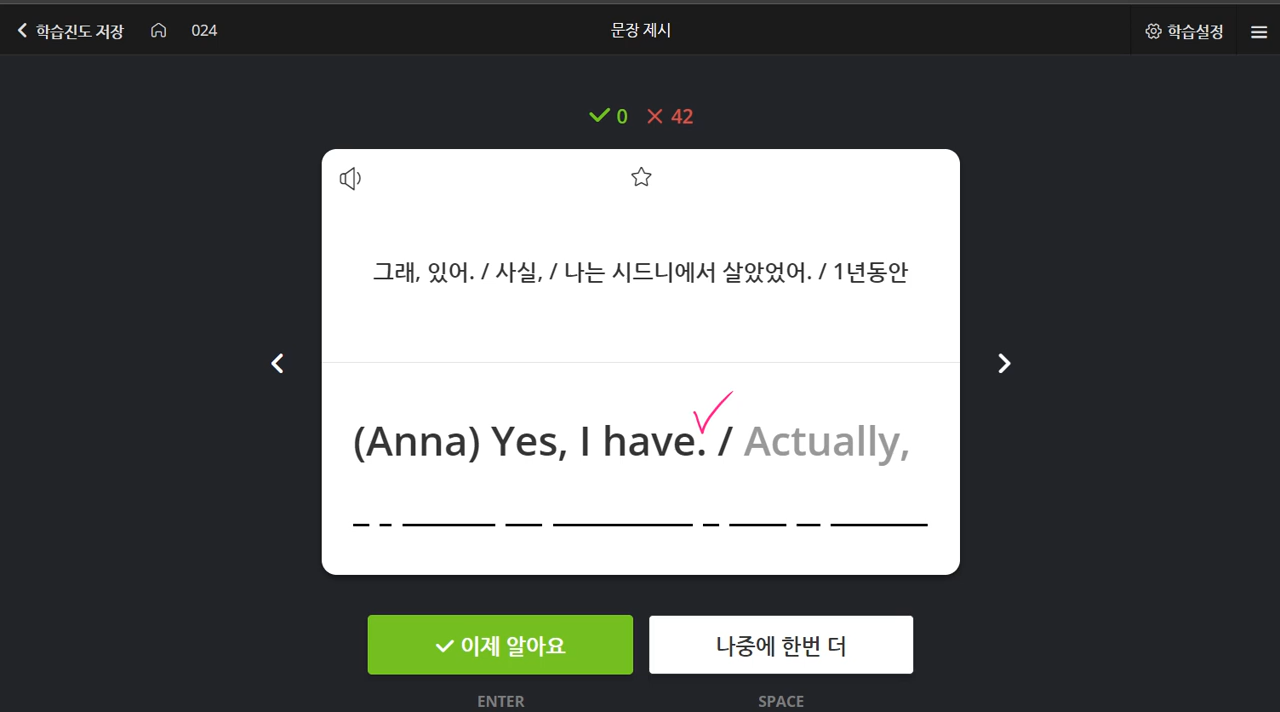 학습진도 저장 024 문장 제시 학습설정
0 42
그래, 있어. / 사실, / 나는 시드니에서 살았었어. / 1년동안
(Anna) Yes, I have. / Actually,
이제 알아요 나중에 한번 더
ENTER SPACE